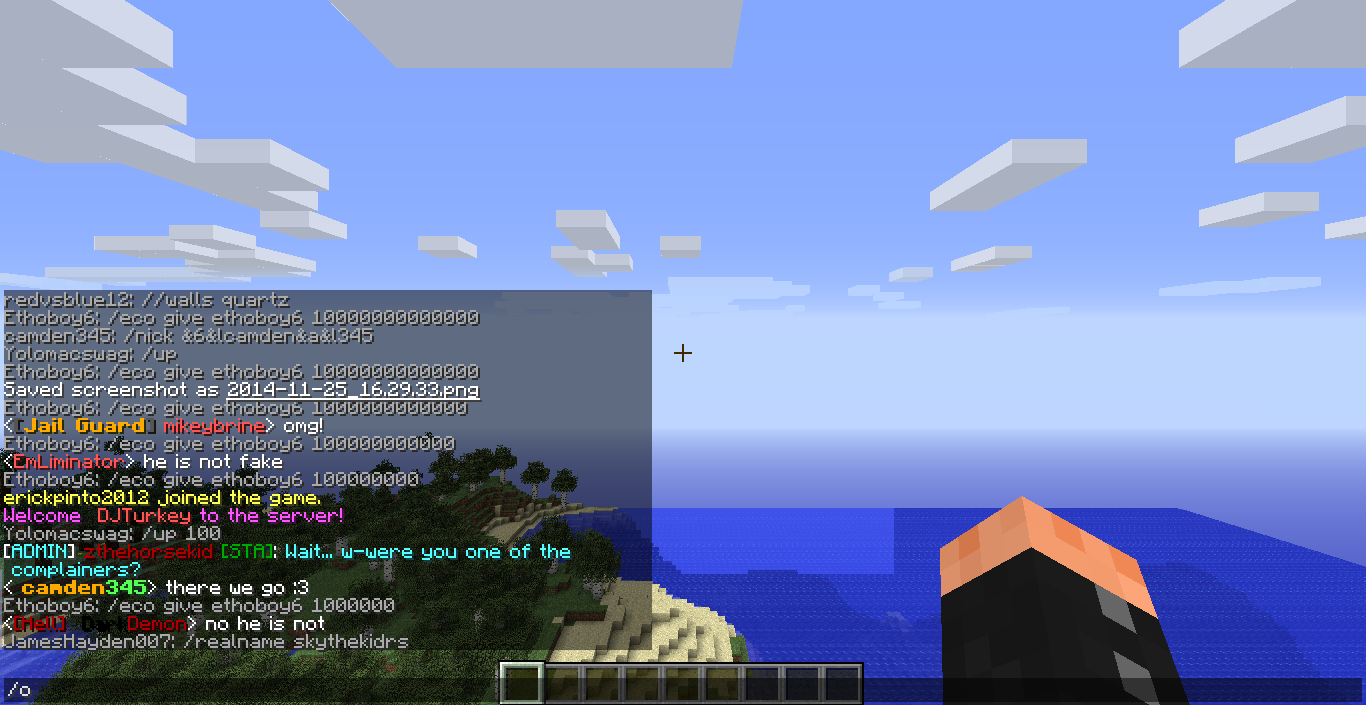 redvsblue12: //walls quartz
Ethoboy6: /eco give ethoboy6 10000000000000
camden345: /nick &6&lcamden&a&l345
Yolomacswag: /up
Ethoboy6: /eco give ethoboy6 10000000000000
Saved screenshot as 2014-11-25_16.29.33.png
Ethoboy6: /eco give ethoboy6 1000000000000
<[Jail Guard] mikeybrine> omg!
Ethoboy6: /eco give ethoboy6 100000000000
<EmLiminator> he is not fake
Ethoboy6: /eco give ethoboy6 100000000
erickpinto2012 joined the game.
Welcome DJTurkey to the server!
Yolomacswag: /up 100
[ADMIN] zthehorsekid [STA]: Wait... w-were you one of the
complainers?
< camden345> there we go :3
Ethoboy6: /eco give ethoboy6 1000000
<[Hell] DarkDemon> no he is not
JamesHayden007: /realname skythekidrs
/o